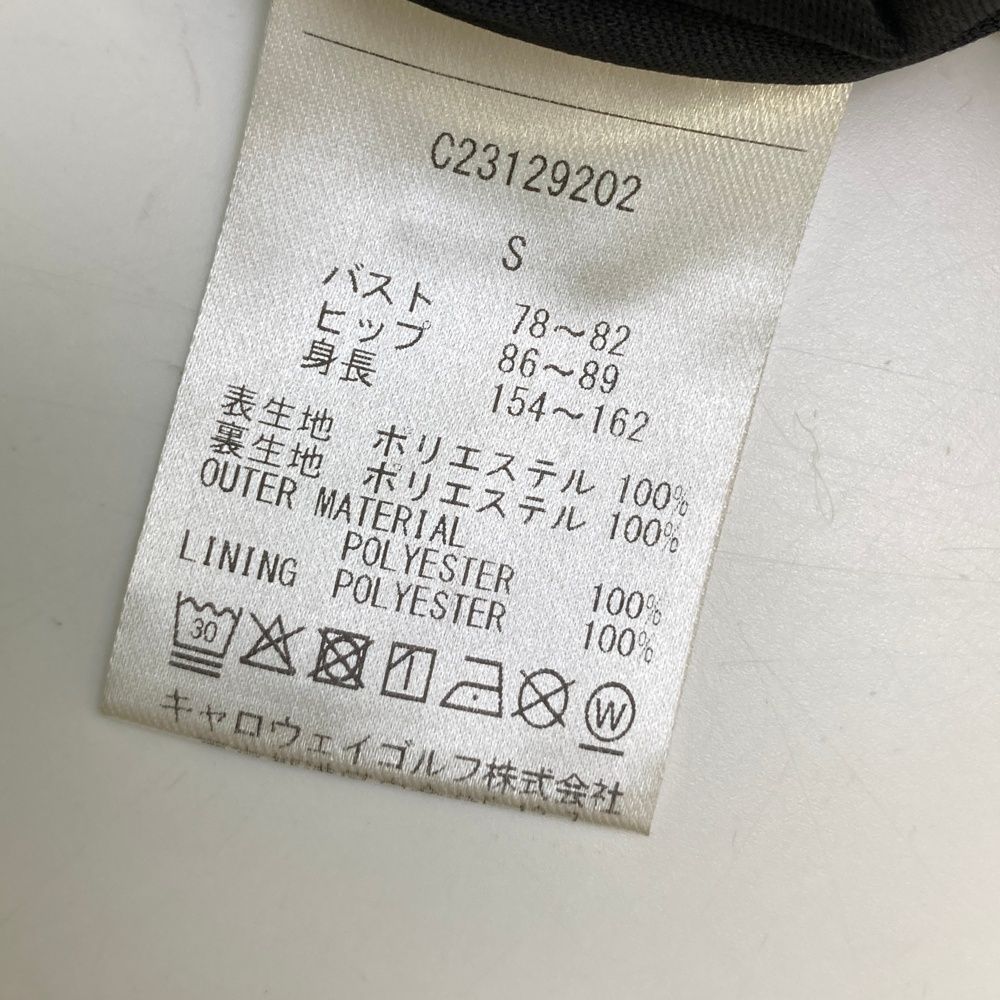 C23129202
S
バスト 78～82
ヒップ 86～89
身長 154～162
表生地 ポリエステル 100%
裏生地 ポリエステル 100%
OUTER MATERIAL
POLYESTER 100%
LINING POLYESTER 100%
30
W
キャロウェイゴルフ株式会社